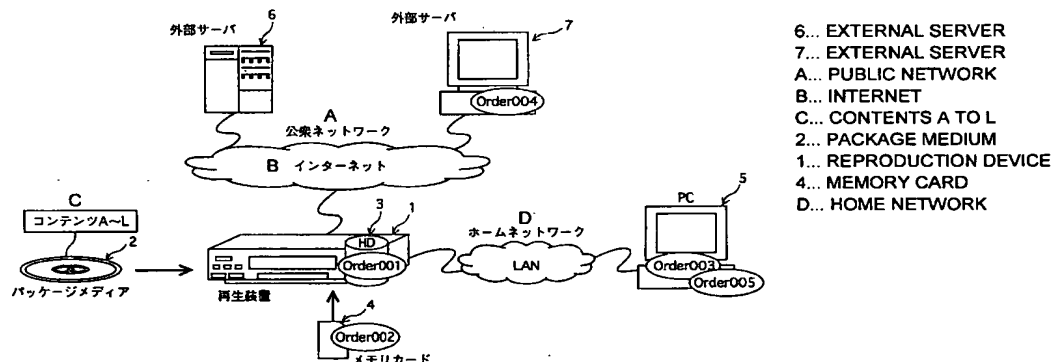 外部サーバ
6
外部サーバ
7
Order004
A
公衆ネットワーク
B インターネット
C
コンテンツA〜L
2
パッケージメディア
3
1
HD
Order001
再生装置
4
Order002
メモリカード
D
ホームネットワーク
LAN
PC
5
Order003
Order005
6... EXTERNAL SERVER
7... EXTERNAL SERVER
A... PUBLIC NETWORK
B... INTERNET
C... CONTENTS A TO L
2... PACKAGE MEDIUM
1... REPRODUCTION DEVICE
4... MEMORY CARD
D... HOME NETWORK